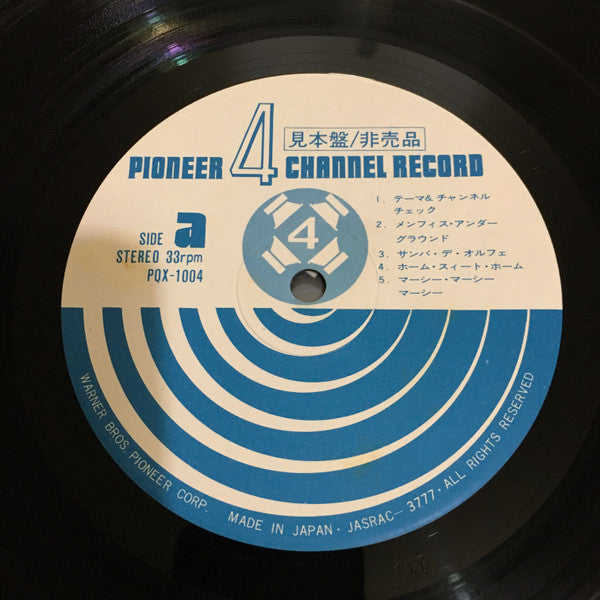 見本盤/非売品
PIONEER 4 CHANNEL RECORD
SIDE a
STEREO 33rpm
PQX-1004
4
1. テーマ&チャンネル
チェック
2. メンフィス・アンダー
グラウンド
3. サンバ・デ・オルフェ
4. ホーム・スィート・ホーム
5. マーシー・マーシー
マーシー
WARNER BROS. PIONEER CORP. MADE IN JAPAN・JASRAC-3777・ALL RIGHTS RESERVED